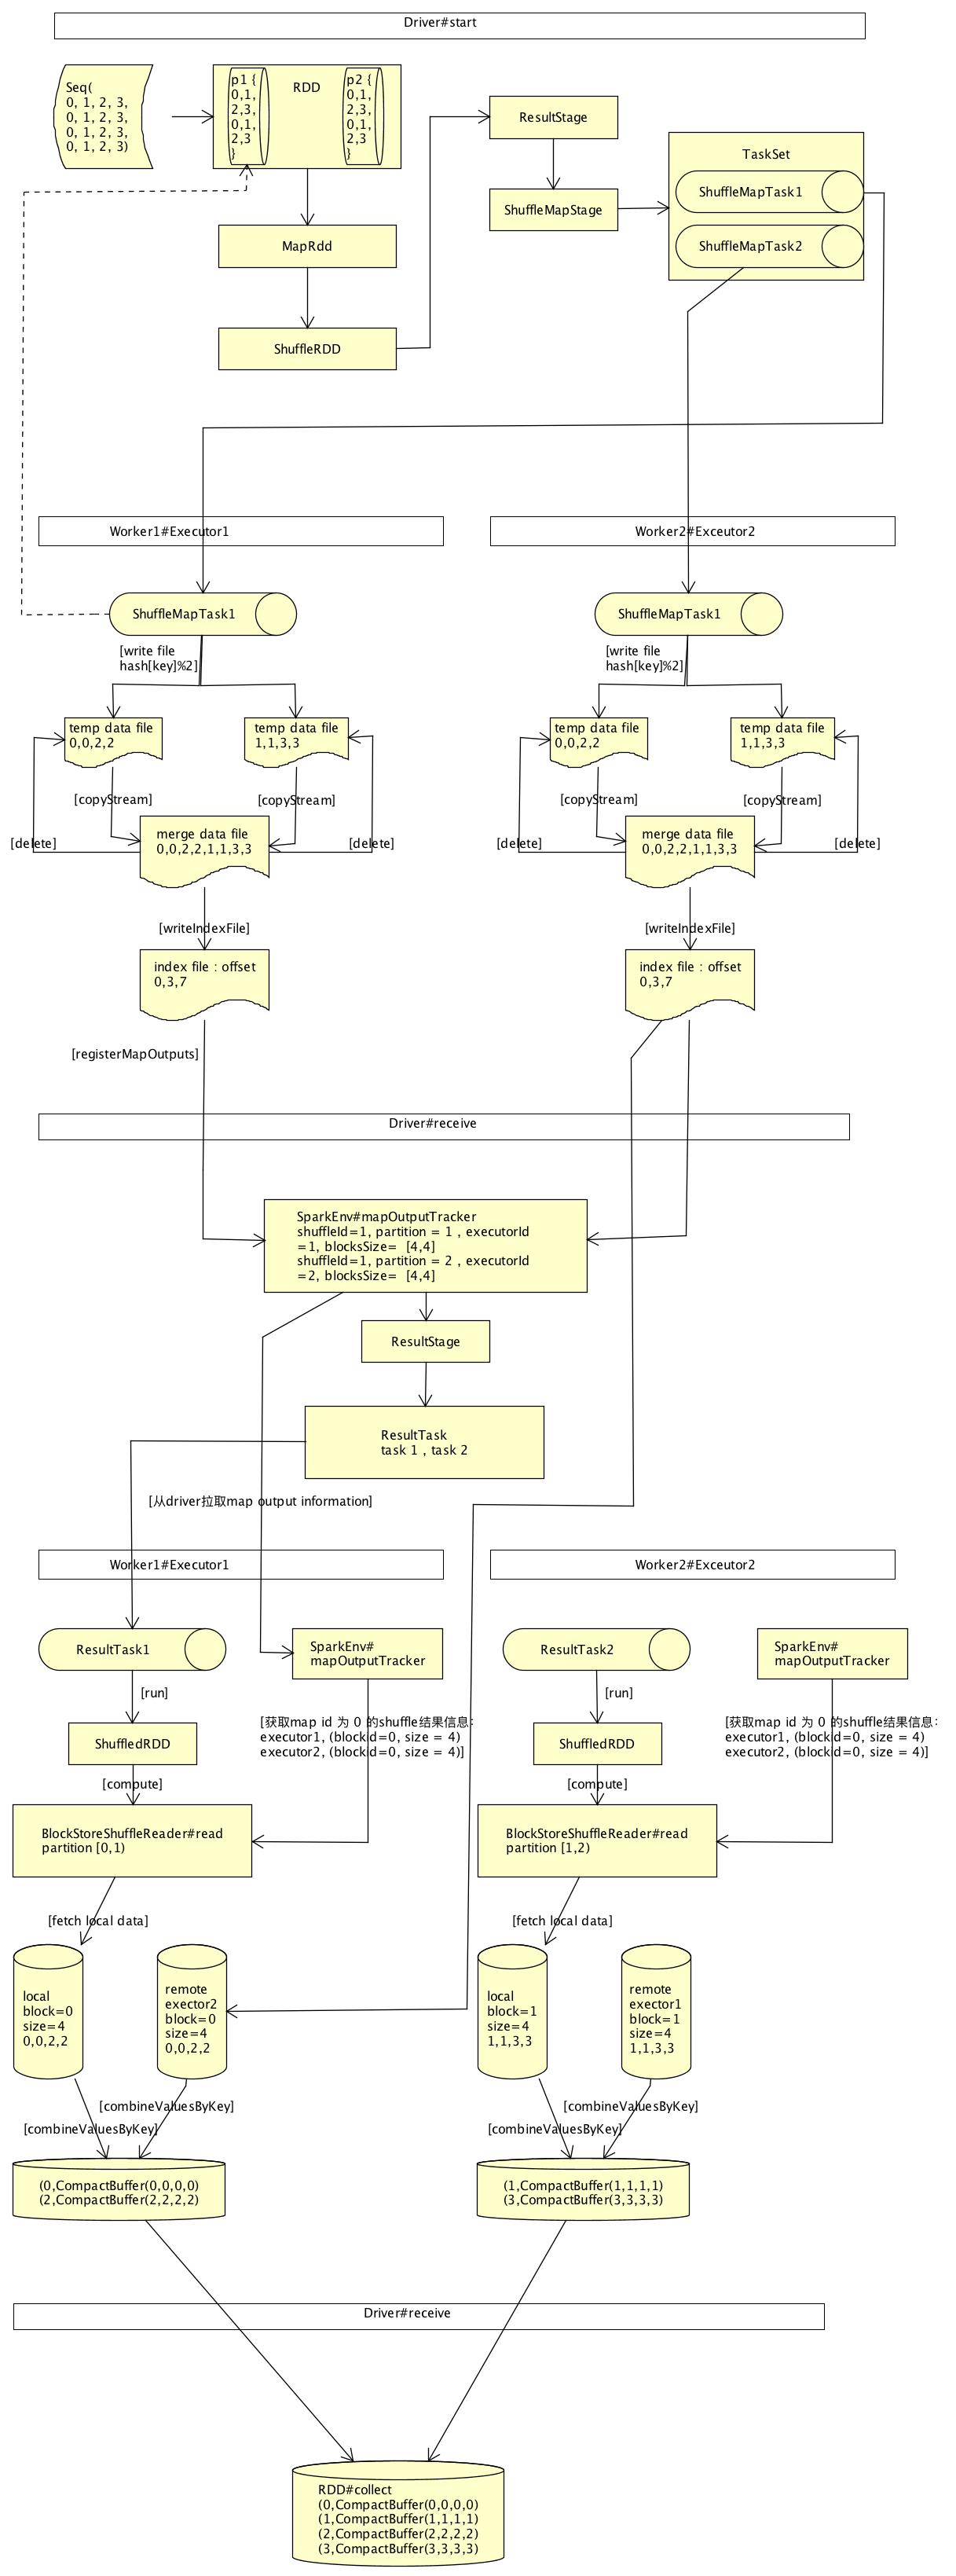 Driver#start
Seq(
0, 1, 2, 3,
0, 1, 2, 3,
0, 1, 2, 3,
0, 1, 2, 3)
p1 {
0,1,
2,3,
0,1,
2,3
}
RDD
p2 {
0,1,
2,3,
0,1,
2,3
}
MapRdd
ShuffleRDD
ResultStage
ShuffleMapStage
TaskSet
ShuffleMapTask1
ShuffleMapTask2
Worker1#Executor1
Worker2#Exceutor2
ShuffleMapTask1
[write file
hash[key]%2]
temp data file
0,0,2,2
temp data file
1,1,3,3
[copyStream]
[copyStream]
[delete]
merge data file
0,0,2,2,1,1,3,3
[delete]
[writeIndexFile]
index file : offset
0,3,7
[registerMapOutputs]
ShuffleMapTask1
[write file
hash[key]%2]
temp data file
0,0,2,2
temp data file
1,1,3,3
[copyStream]
[copyStream]
[delete]
merge data file
0,0,2,2,1,1,3,3
[delete]
[writeIndexFile]
index file : offset
0,3,7
Driver#receive
SparkEnv#mapOutputTracker
shuffleId=1, partition = 1 , executorId
=1, blocksSize=  [4,4]
shuffleId=1, partition = 2 , executorId
=2, blocksSize=  [4,4]
ResultStage
ResultTask
task 1 , task 2
[从driver拉取map output information]
Worker1#Executor1
Worker2#Exceutor2
ResultTask1
SparkEnv#
mapOutputTracker
[run]
[获取map id 为 0 的shuffle结果信息:
executor1, (blockid=0, size = 4)
executor2, (blockid=0, size = 4)]
ShuffledRDD
[compute]
BlockStoreShuffleReader#read
partition [0,1)
[fetch local data]
local
block=0
size=4
0,0,2,2
remote
exector2
block=0
size=4
0,0,2,2
[combineValuesByKey]
[combineValuesByKey]
(0,CompactBuffer(0,0,0,0)
(2,CompactBuffer(2,2,2,2)
ResultTask2
SparkEnv#
mapOutputTracker
[run]
[获取map id 为 0 的shuffle结果信息:
executor1, (blockid=0, size = 4)
executor2, (blockid=0, size = 4)]
ShuffledRDD
[compute]
BlockStoreShuffleReader#read
partition [1,2)
[fetch local data]
local
block=1
size=4
1,1,3,3
remote
exector1
block=1
size=4
1,1,3,3
[combineValuesByKey]
[combineValuesByKey]
(1,CompactBuffer(1,1,1,1)
(3,CompactBuffer(3,3,3,3)
Driver#receive
RDD#collect
(0,CompactBuffer(0,0,0,0)
(1,CompactBuffer(1,1,1,1)
(2,CompactBuffer(2,2,2,2)
(3,CompactBuffer(3,3,3,3)